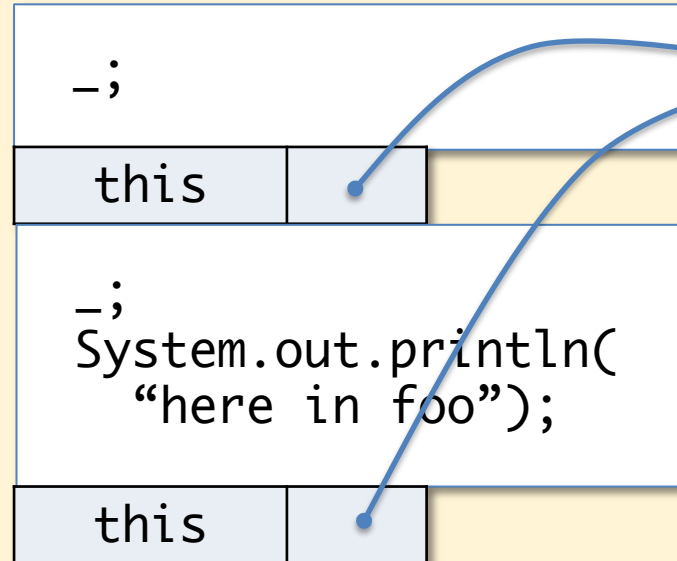 _;
this
_;
System.out.println(
“here in foo”);
this